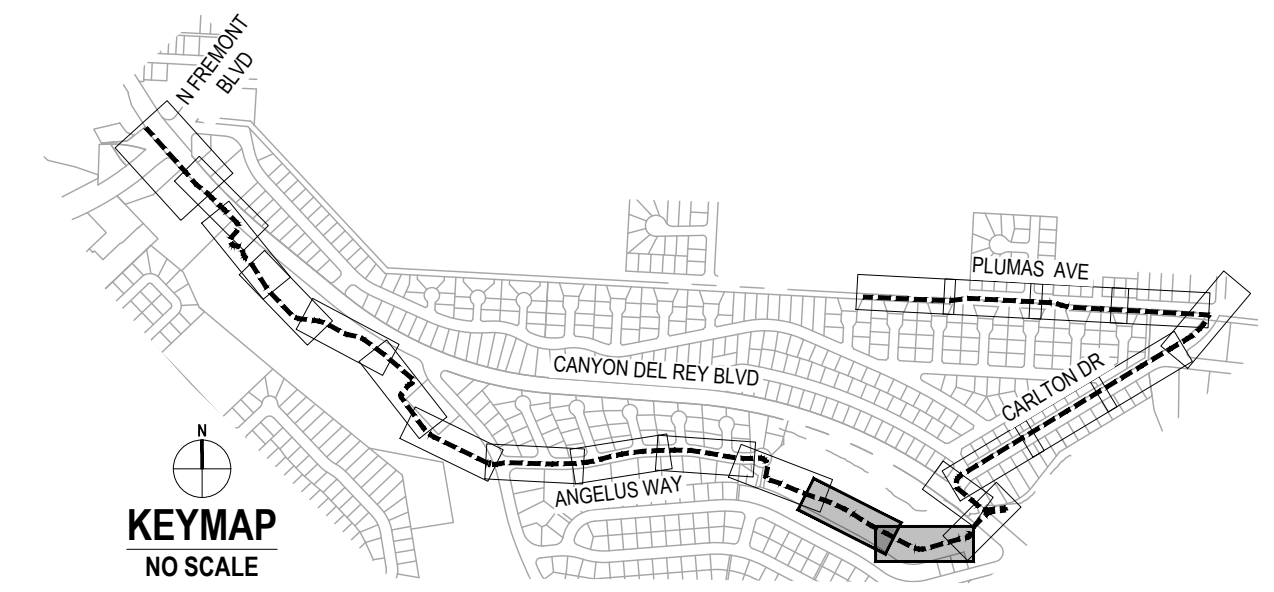 N FREMONT
BLVD
PLUMAS AVE
CANYON DEL REY BLVD
CARLTON DR
ANGELUS WAY
N
KEYMAP
NO SCALE